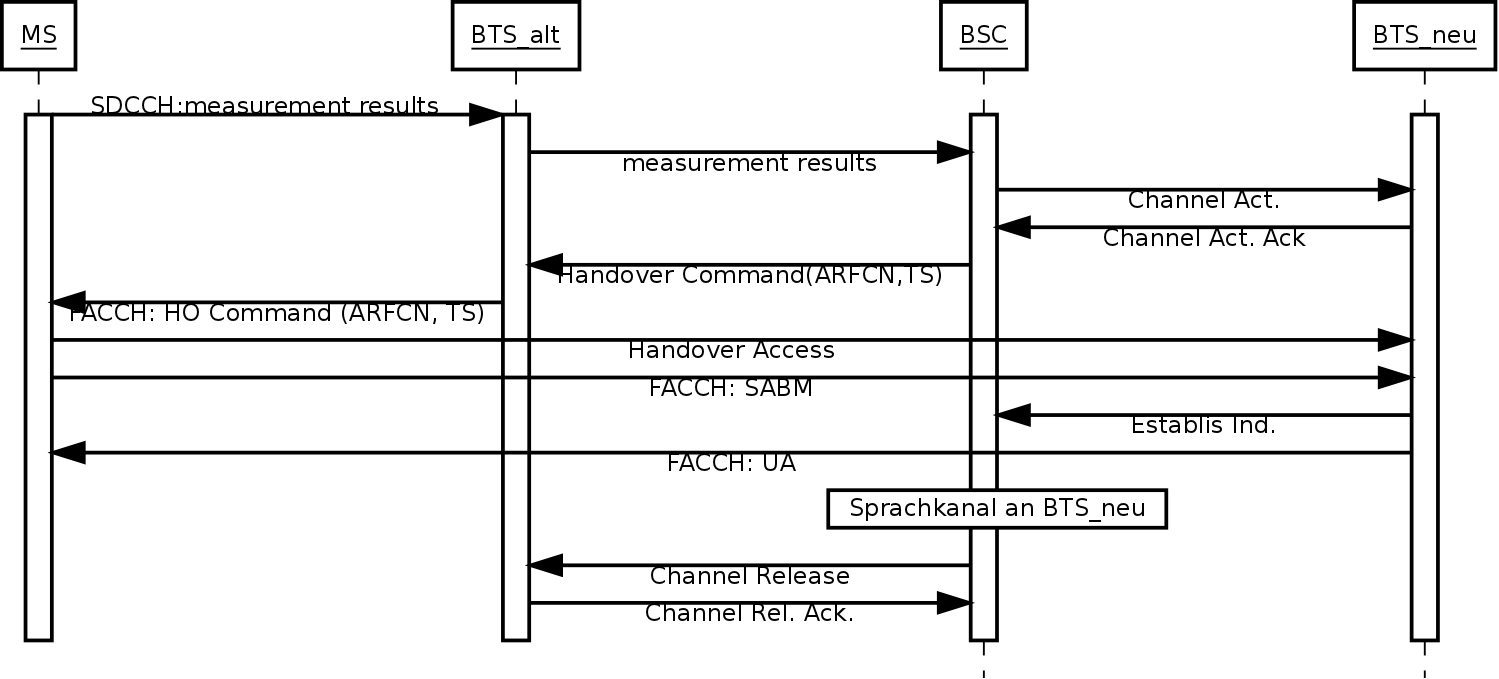 MS
BTS_alt
BSC
BTS_neu
SDCCH:measurement results
measurement results
Channel Act.
Channel Act. Ack
Handover Command(ARFCN,TS)
FACCH: HO Command (ARFCN, TS)
Handover Access
FACCH: SABM
Establis Ind.
FACCH: UA
Sprachkanal an BTS_neu
Channel Release
Channel Rel. Ack.